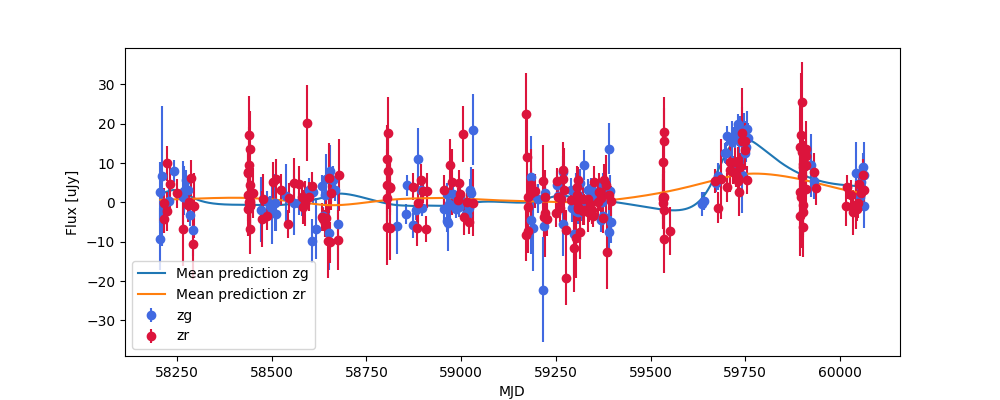 Flux [uJy]
30
20
10
0
−10
−20
−30
Mean prediction zg
Mean prediction zr
zg
zr
58250
58500
58750
59000
59250
59500
59750
60000
MJD